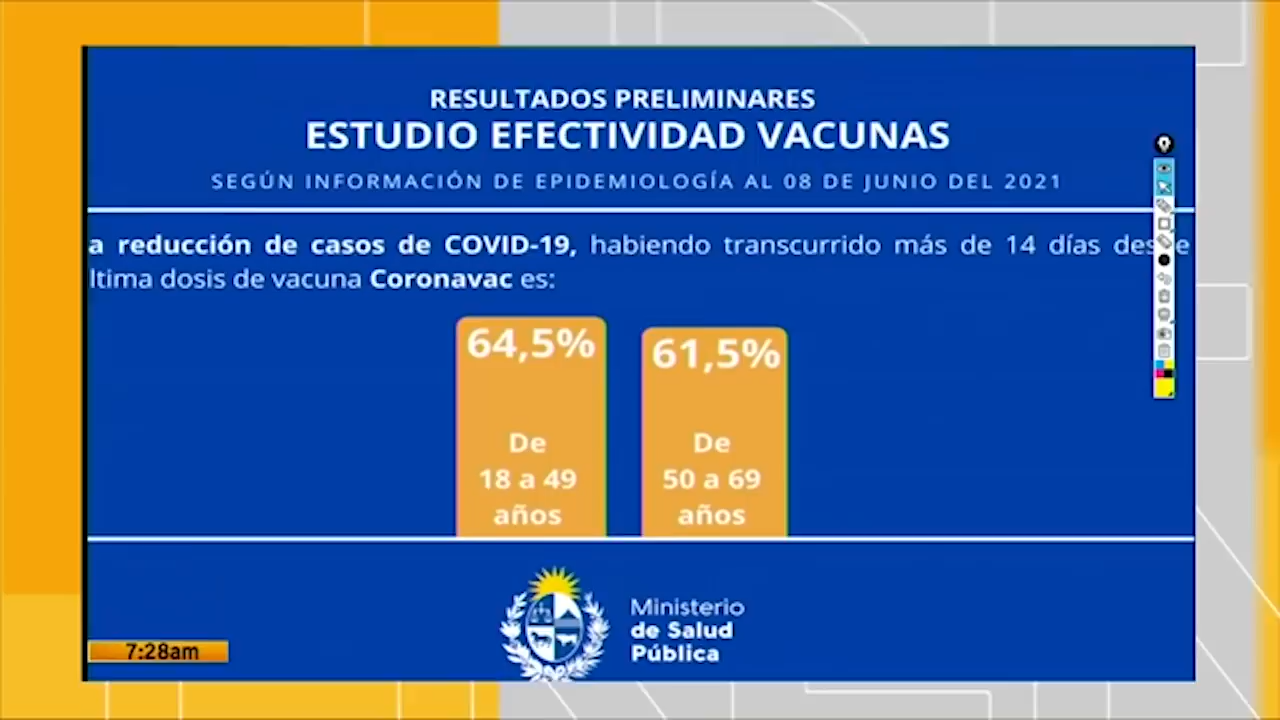 RESULTADOS PRELIMINARES
ESTUDIO EFECTIVIDAD VACUNAS
SEGÚN INFORMACIÓN DE EPIDEMIOLOGÍA AL 08 DE JUNIO DEL 2021
a reducción de casos de COVID-19, habiendo transcurrido más de 14 días des e
ltima dosis de vacuna Coronavac es:
64,5%
De
18 a 49
años
61,5%
De
50 a 69
años
Ministerio
de Salud
Pública
7:28am